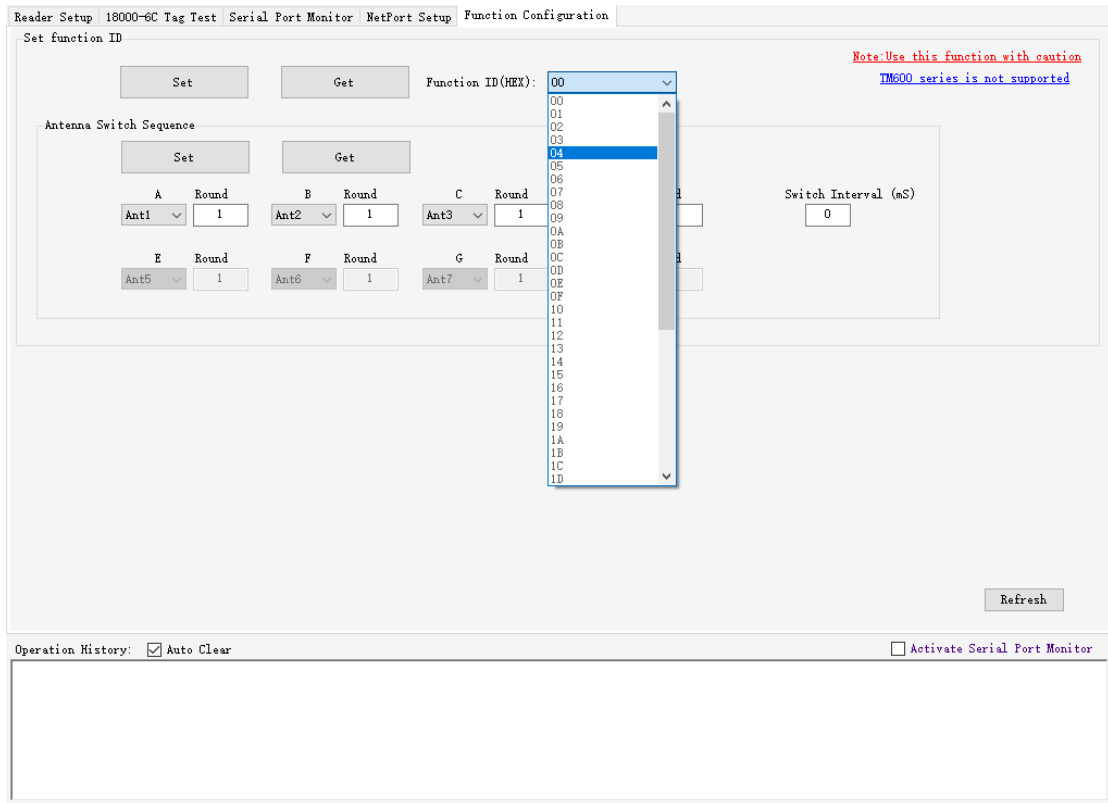 Reader Setup 18000-6C Tag Test Serial Port Monitor NetPort Setup Function Configuration
Set function ID
Note:Use this function with caution
Set Get Function ID(HEX): 00
TM600 series is not supported
00
01
02
03
04
05
06
07
08
09
0A
0B
0C
0D
0E
0F
10
11
12
13
14
15
16
17
18
19
1A
1B
1C
1D
Antenna Switch Sequence
Set Get
A Round B Round C Round Switch Interval (mS)
Ant1 1 Ant2 1 Ant3 1 0
E Round F Round G Round
Ant5 1 Ant6 1 Ant7 1
Refresh
Operation History: Auto Clear Activate Serial Port Monitor